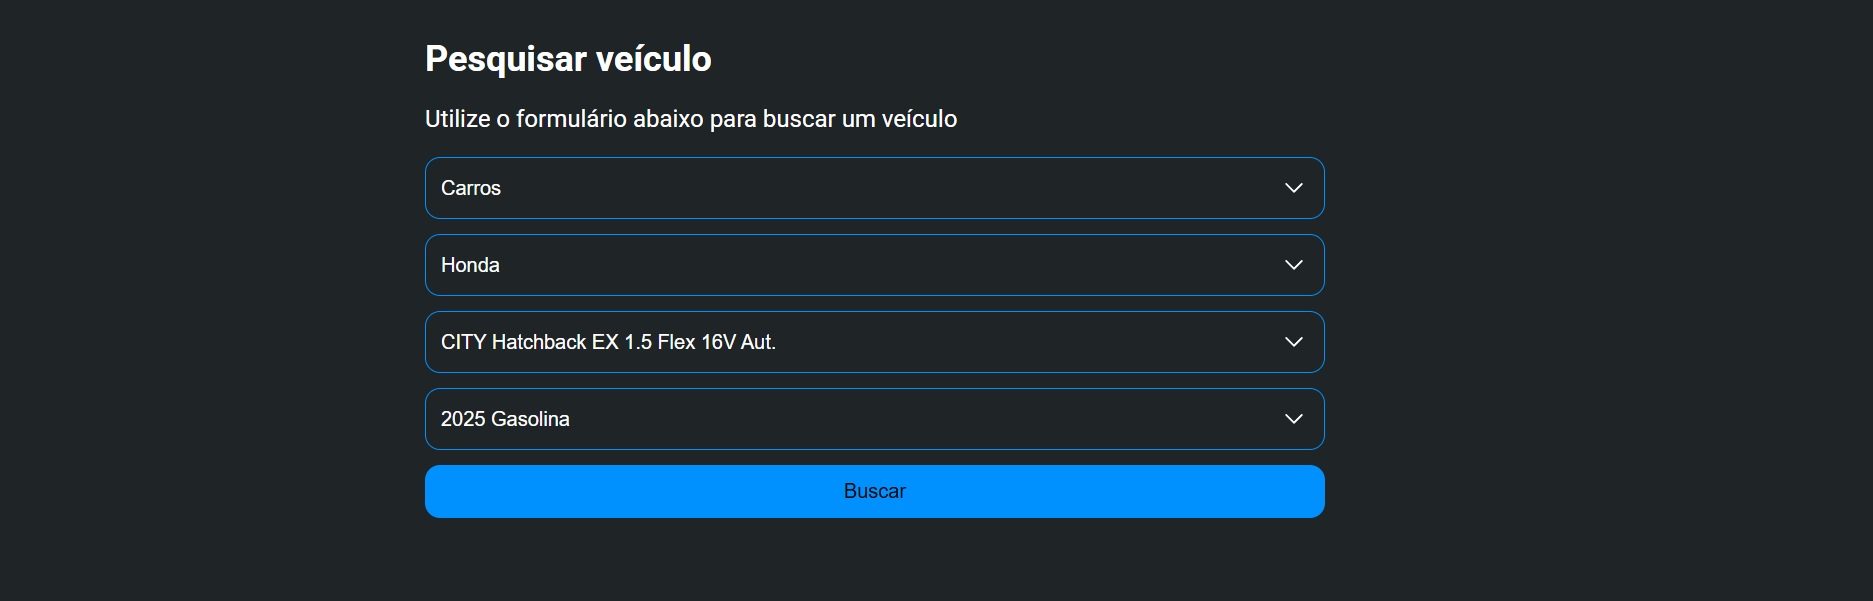 Pesquisar veículo
Utilize o formulário abaixo para buscar um veículo
Carros
Honda
CITY Hatchback EX 1.5 Flex 16V Aut.
2025 Gasolina
Buscar